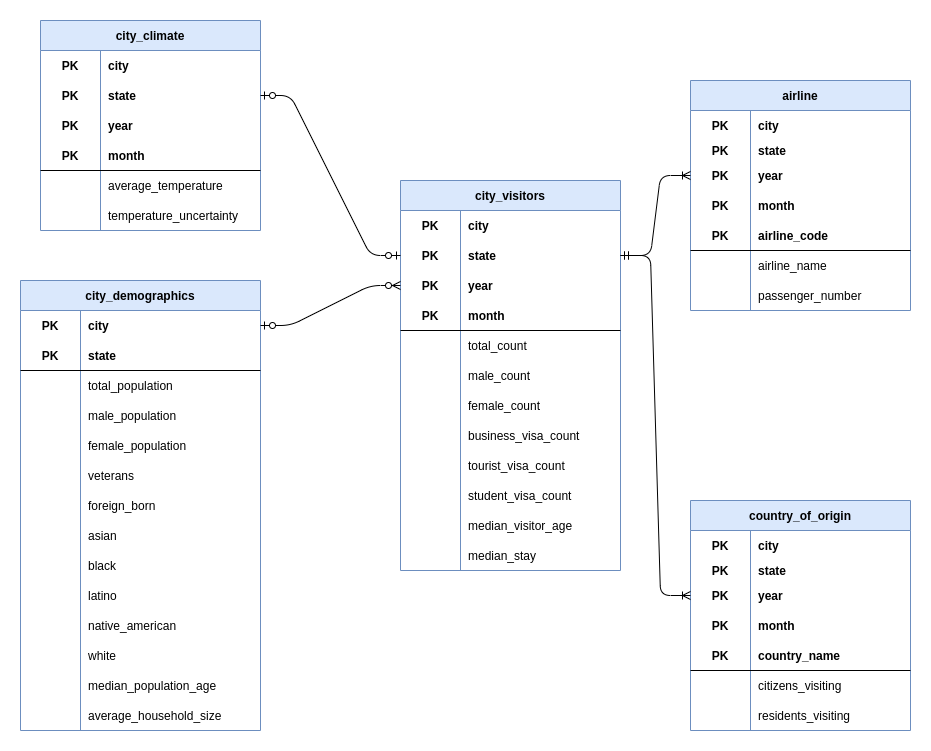 city_climate
PK city
PK state
PK year
PK month
average_temperature
temperature_uncertainty
city_demographics
PK city
PK state
total_population
male_population
female_population
veterans
foreign_born
asian
black
latino
native_american
white
median_population_age
average_household_size
city_visitors
PK city
PK state
PK year
PK month
total_count
male_count
female_count
business_visa_count
tourist_visa_count
student_visa_count
median_visitor_age
median_stay
airline
PK city
PK state
PK year
PK month
PK airline_code
airline_name
passenger_number
country_of_origin
PK city
PK state
PK year
PK month
PK country_name
citizens_visiting
residents_visiting